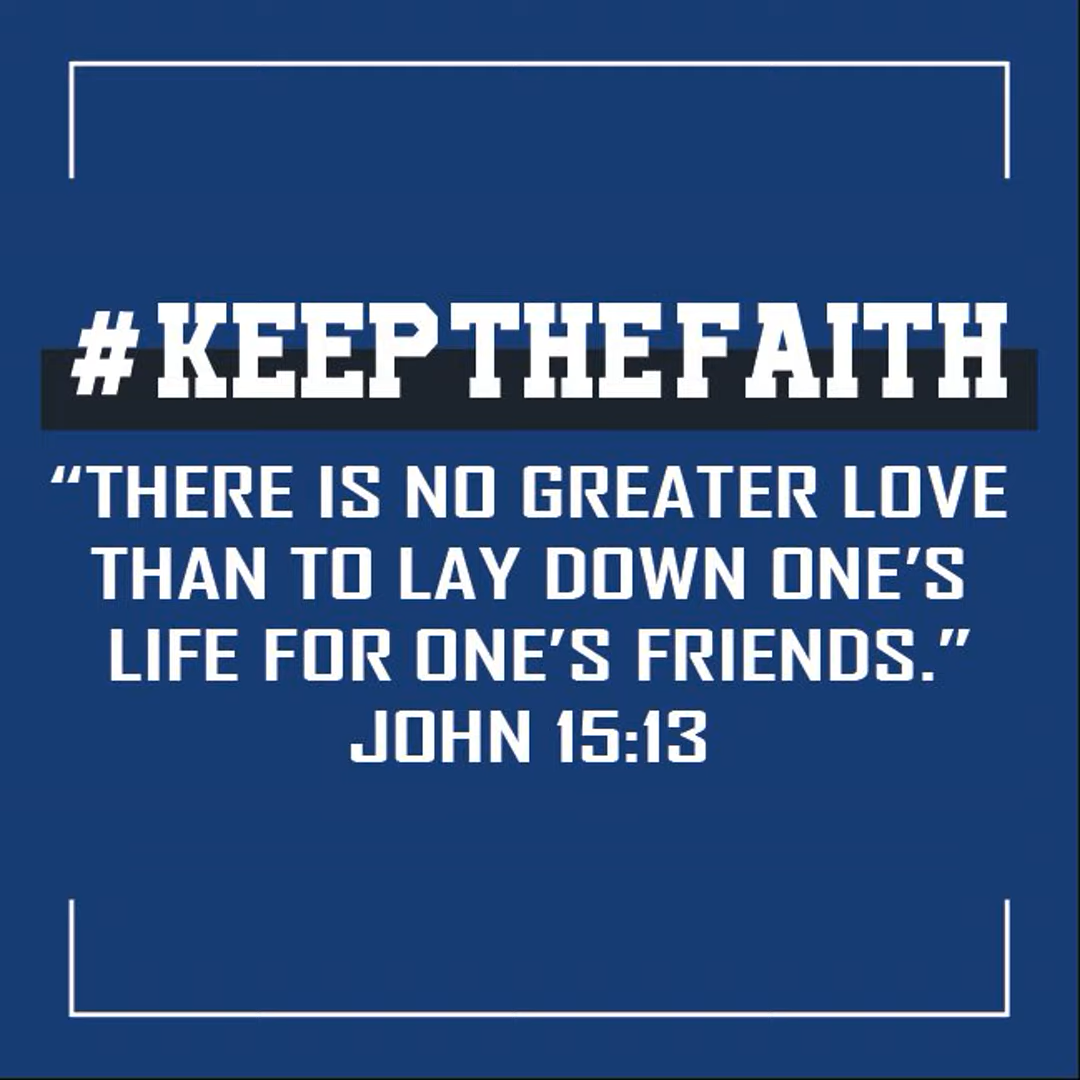 #KEEPTHEFAITH
“THERE IS NO GREATER LOVE
THAN TO LAY DOWN ONE’S
LIFE FOR ONE’S FRIENDS.”
JOHN 15:13